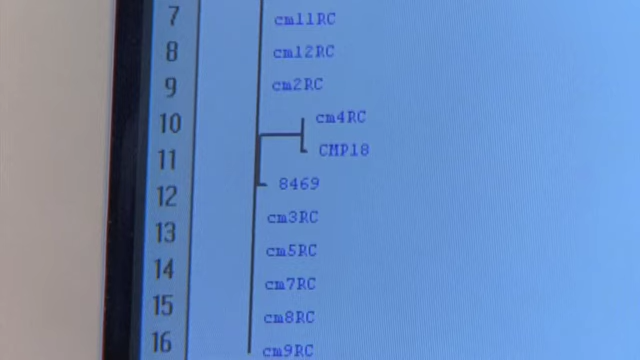 7 cm11RC
8 cm12RC
9 cm2RC
10 cm4RC
11 CMP18
12 8469
13 cm3RC
14 cm5RC
15 cm7RC
16 cm8RC
cm9RC